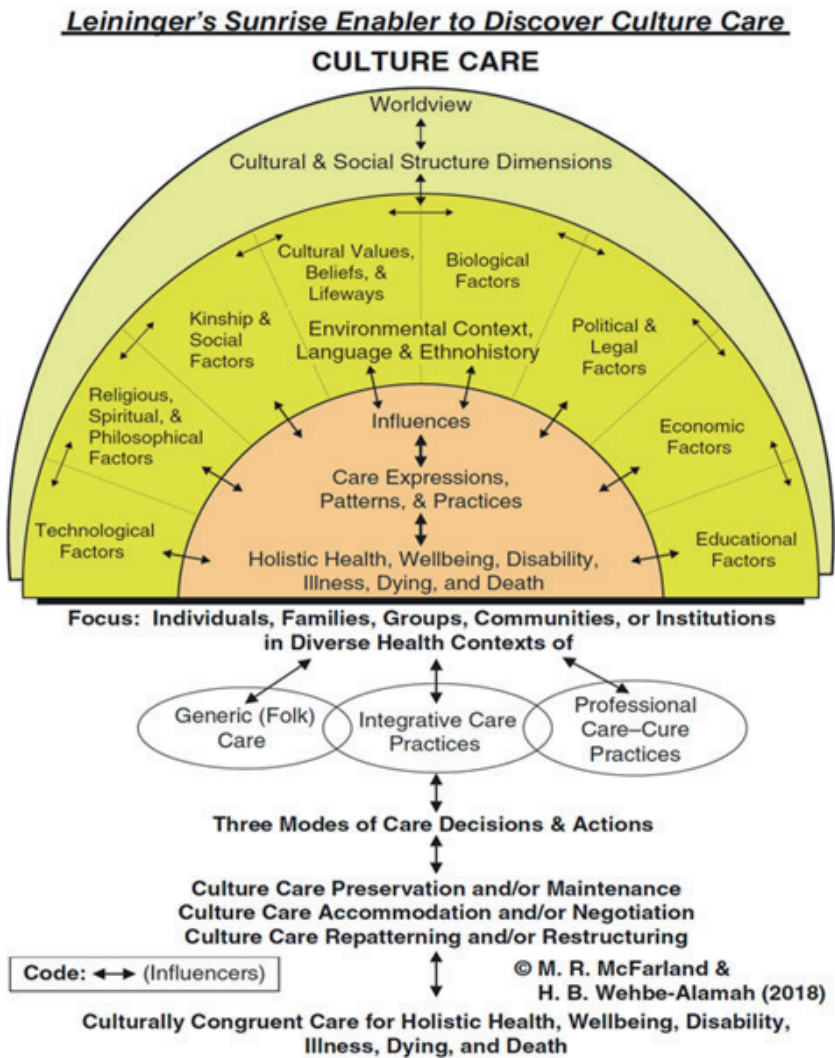 Leininger's Sunrise Enabler to Discover Culture Care
CULTURE CARE
Worldview
Cultural & Social Structure Dimensions
Cultural Values,
Beliefs, &
Lifeways
Biological
Factors
Kinship &
Social
Factors
Environmental Context,
Language & Ethnohistory
Political &
Legal
Factors
Religious,
Spiritual, &
Philosophical
Factors
Influences
Economic
Factors
Care Expressions,
Patterns, & Practices
Technological
Factors
Holistic Health, Wellbeing, Disability,
Illness, Dying, and Death
Educational
Factors
Focus: Individuals, Families, Groups, Communities, or Institutions
in Diverse Health Contexts of
Generic (Folk)
Care
Integrative Care
Practices
Professional
Care–Cure
Practices
Three Modes of Care Decisions & Actions
Culture Care Preservation and/or Maintenance
Culture Care Accommodation and/or Negotiation
Culture Care Repatterning and/or Restructuring
Code: ↔ (Influencers)
© M. R. McFarland &
H. B. Wehbe-Alamah (2018)
Culturally Congruent Care for Holistic Health, Wellbeing, Disability,
Illness, Dying, and Death